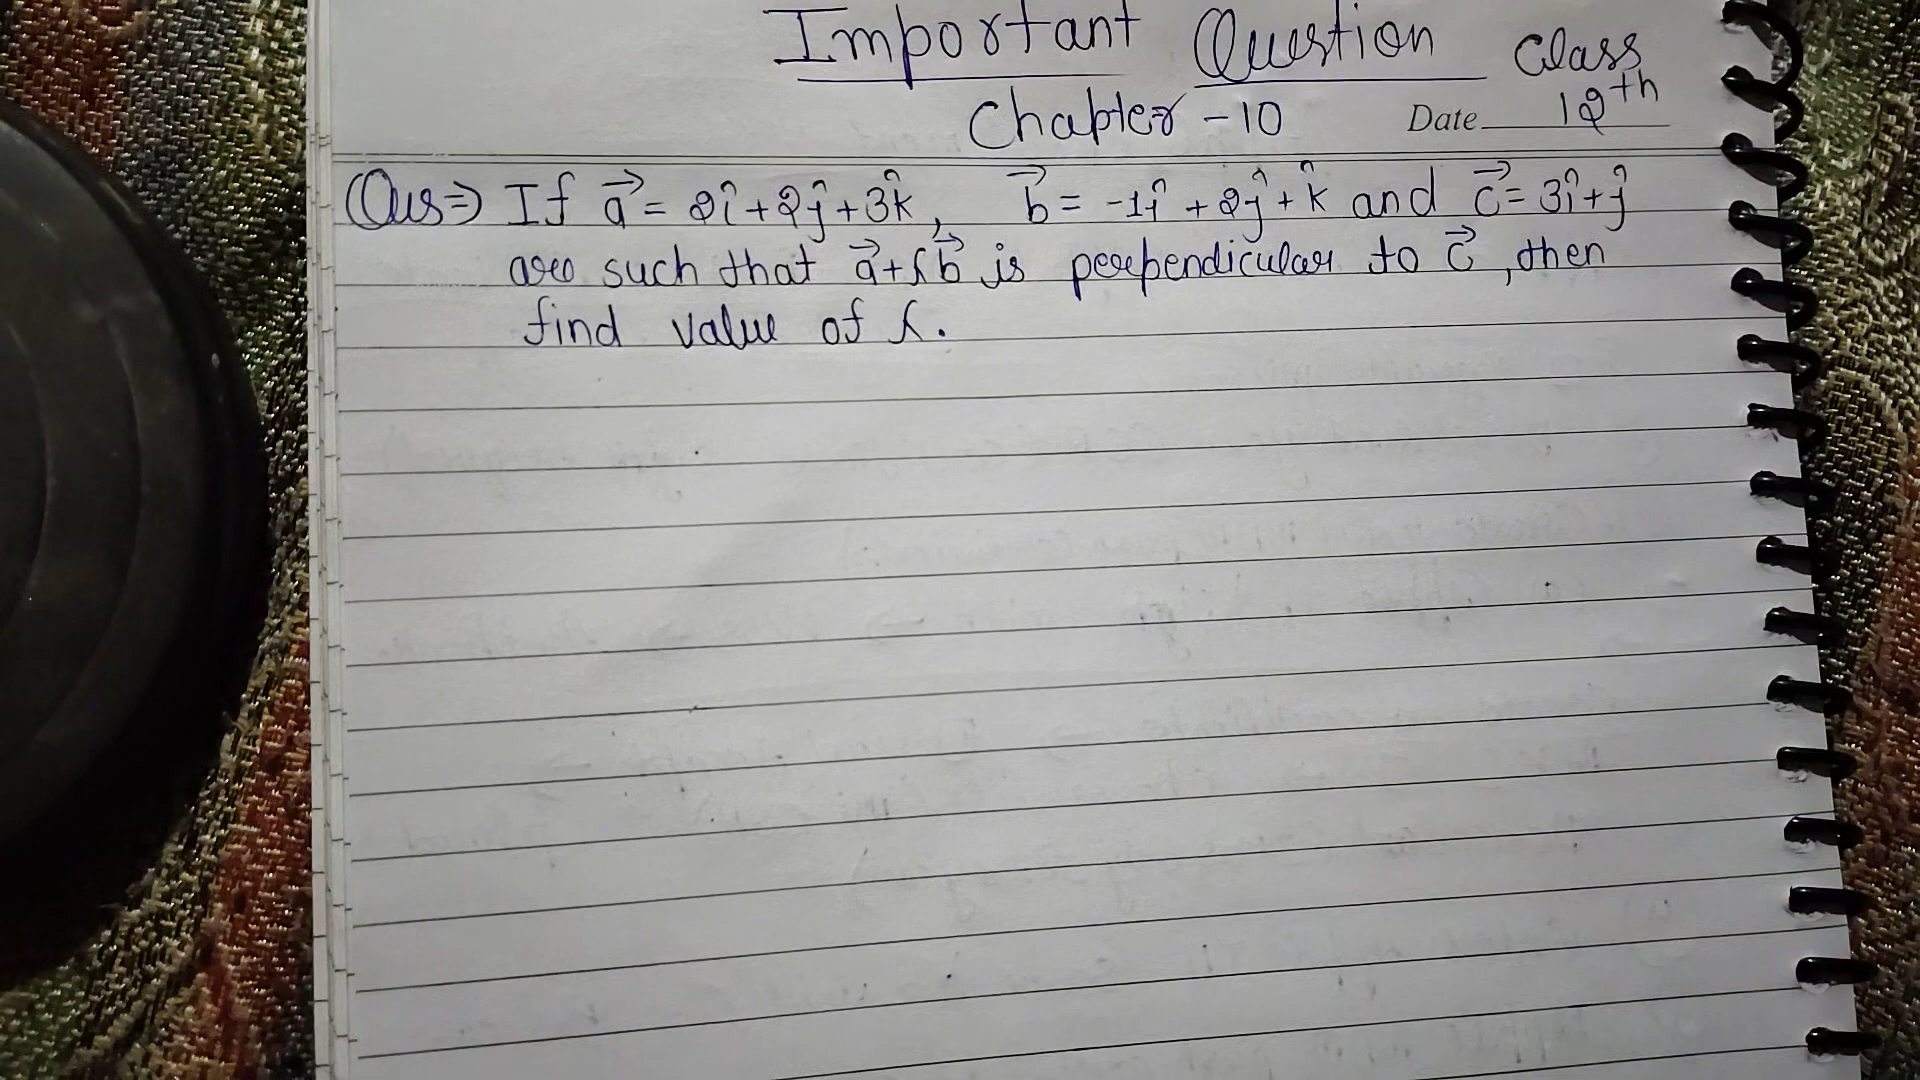 Important Question Class
Chapter - 10 Date 12th
Qus⇒ If a⃗ = 2î + 2ĵ + 3k̂, b⃗ = -1î + 2ĵ + k̂ and c⃗ = 3î + ĵ
are such that a⃗ + λb⃗ is perpendicular to c⃗, then
find value of λ.